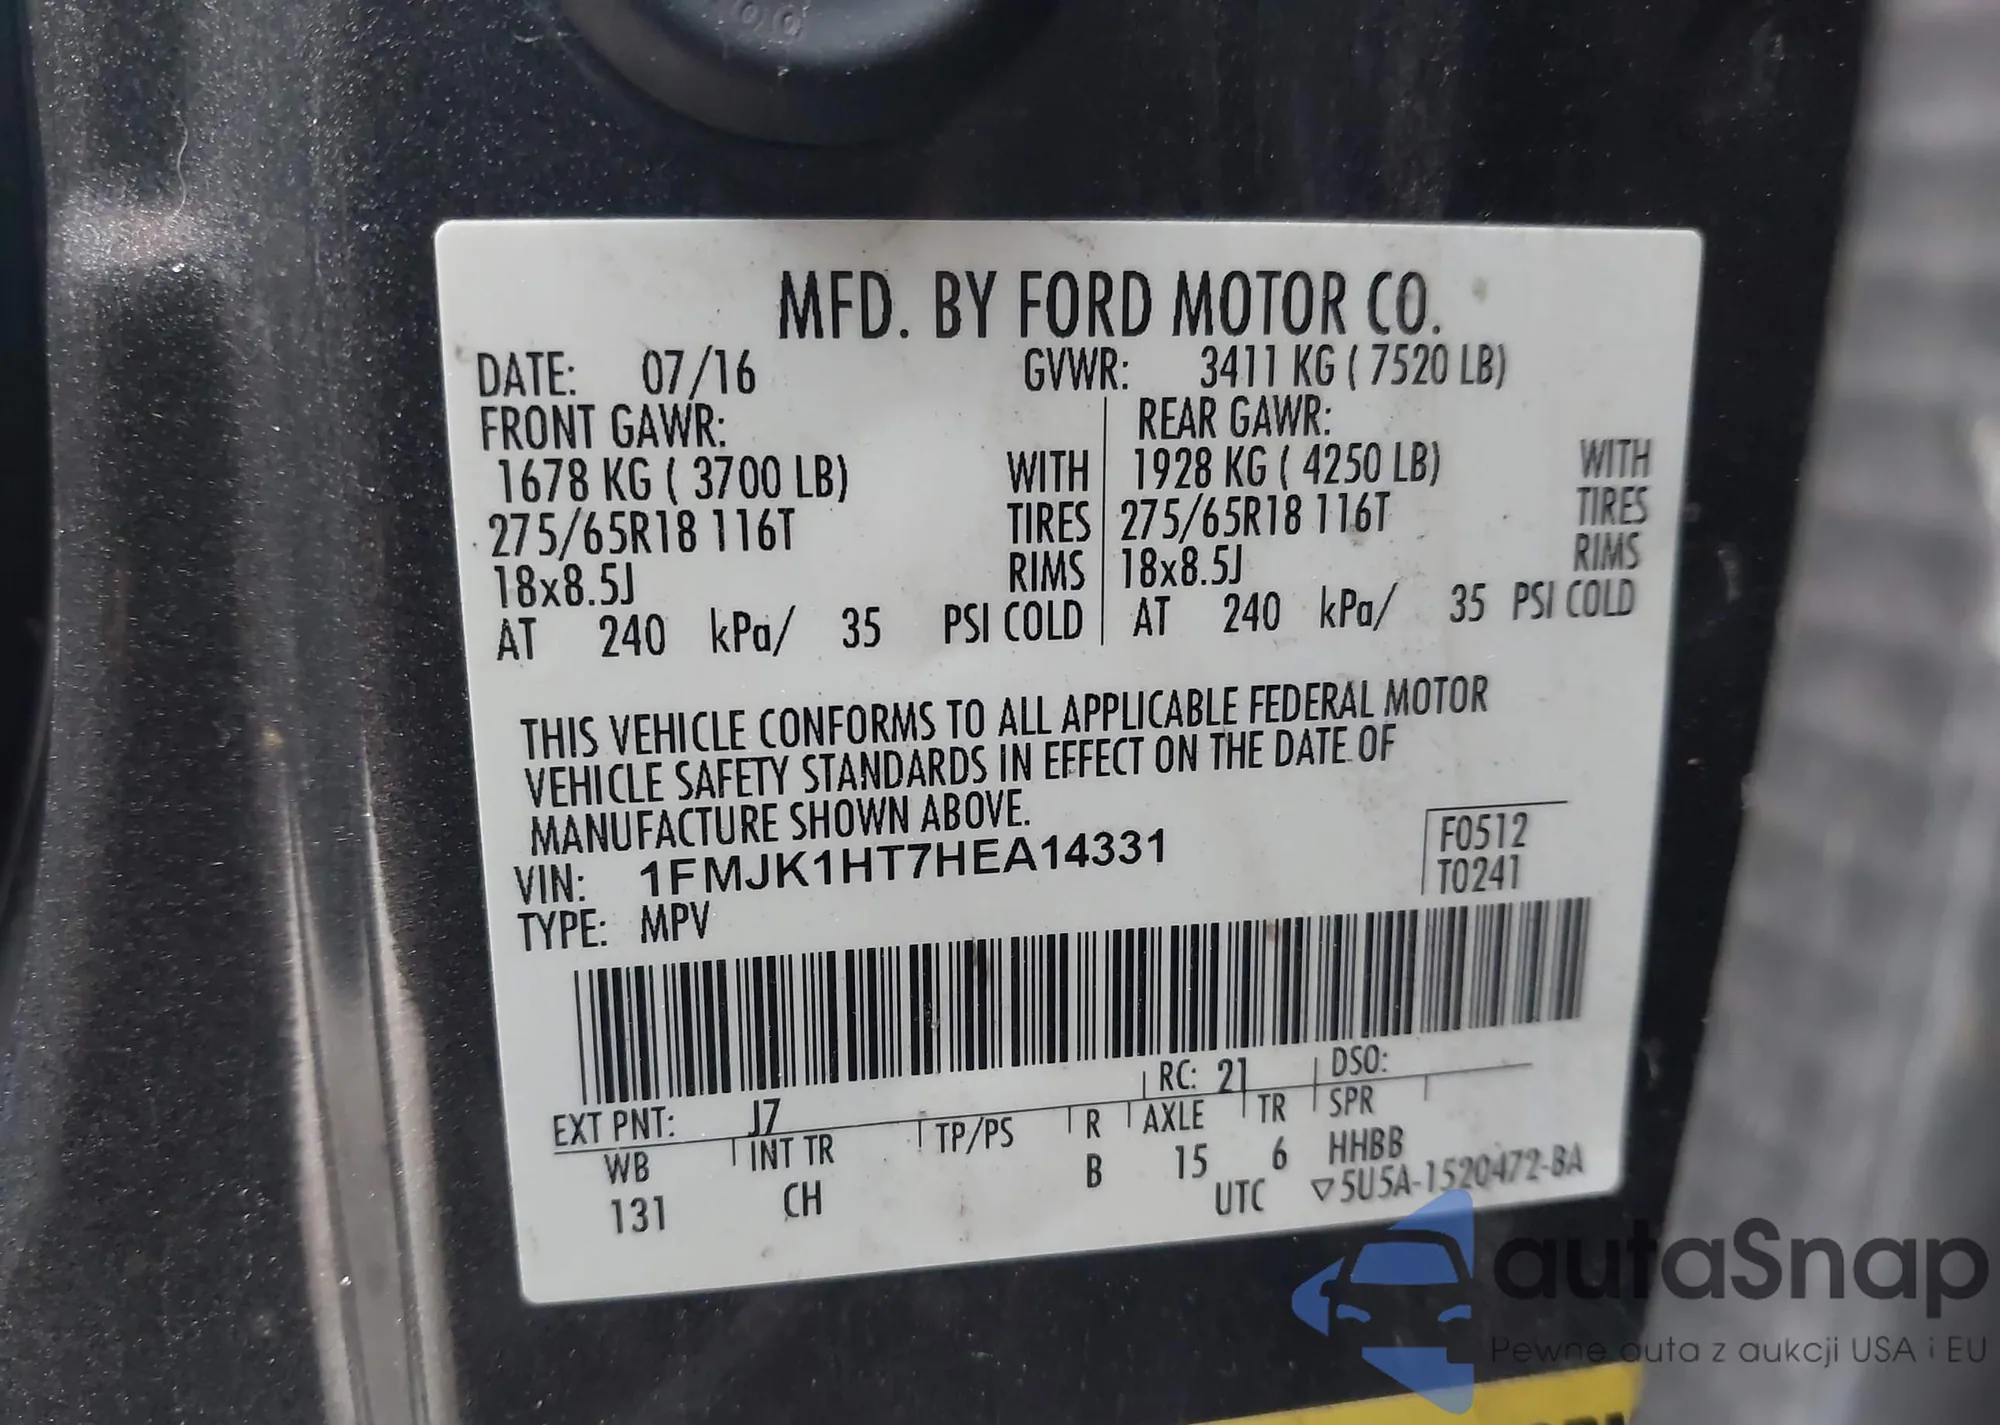 MFD. BY FORD MOTOR CO.
DATE: 07/16 GVWR: 3411 KG ( 7520 LB)
FRONT GAWR: REAR GAWR:
1678 KG ( 3700 LB) WITH 1928 KG ( 4250 LB) WITH
275/65R18 116T TIRES 275/65R18 116T TIRES
18x8.5J RIMS 18x8.5J RIMS
AT 240 kPa/ 35 PSI COLD AT 240 kPa/ 35 PSI COLD
THIS VEHICLE CONFORMS TO ALL APPLICABLE FEDERAL MOTOR
VEHICLE SAFETY STANDARDS IN EFFECT ON THE DATE OF
MANUFACTURE SHOWN ABOVE.
VIN: 1FMJK1HT7HEA14331 F0512
TYPE: MPV T0241
EXT PNT: J7 RC: 21 DSO:
WB INT TR TP/PS R AXLE TR SPR
131 CH B 15 6 HHBB
UTC ▽5U5A-1520472-BA
autaSnap
Pewne auta z aukcji USA i EU